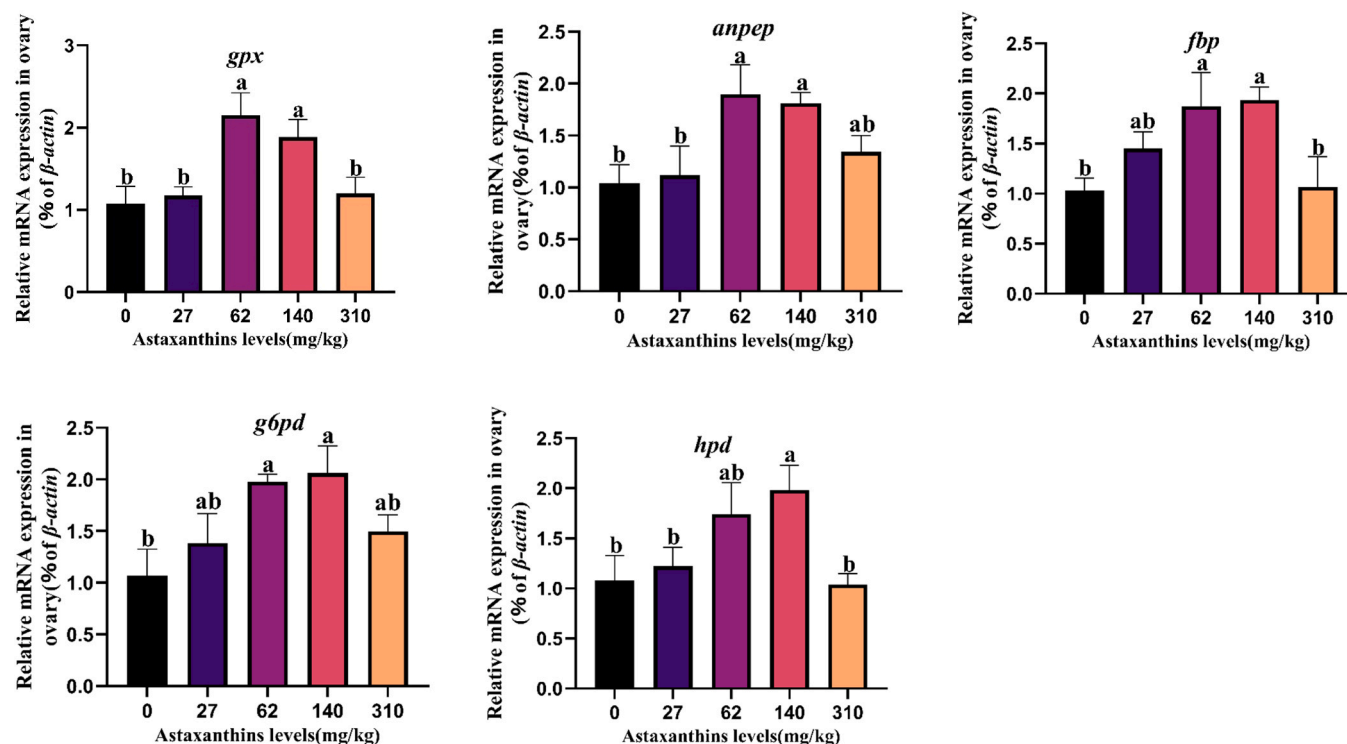 gpx
Relative mRNA expression in ovary
(% of β-actin)
3
2
1
0
b
b
a
a
b
0 27 62 140 310
Astaxanthins levels(mg/kg)
anpep
Relative mRNA expression in
ovary(% of β-actin)
2.5
2.0
1.5
1.0
0.5
0.0
b
b
a
a
ab
0 27 62 140 310
Astaxanthins levels(mg/kg)
fbp
Relative mRNA expression in ovary
(% of β-actin)
2.5
2.0
1.5
1.0
0.5
0.0
b
ab
a
a
b
0 27 62 140 310
Astaxanthins levels(mg/kg)
g6pd
Relative mRNA expression in
ovary(% of β-actin)
2.5
2.0
1.5
1.0
0.5
0.0
b
ab
a
a
ab
0 27 62 140 310
Astaxanthins levels(mg/kg)
hpd
Relative mRNA expression in ovary
(% of β-actin)
2.5
2.0
1.5
1.0
0.5
0.0
b
b
ab
a
b
0 27 62 140 310
Astaxanthins levels(mg/kg)